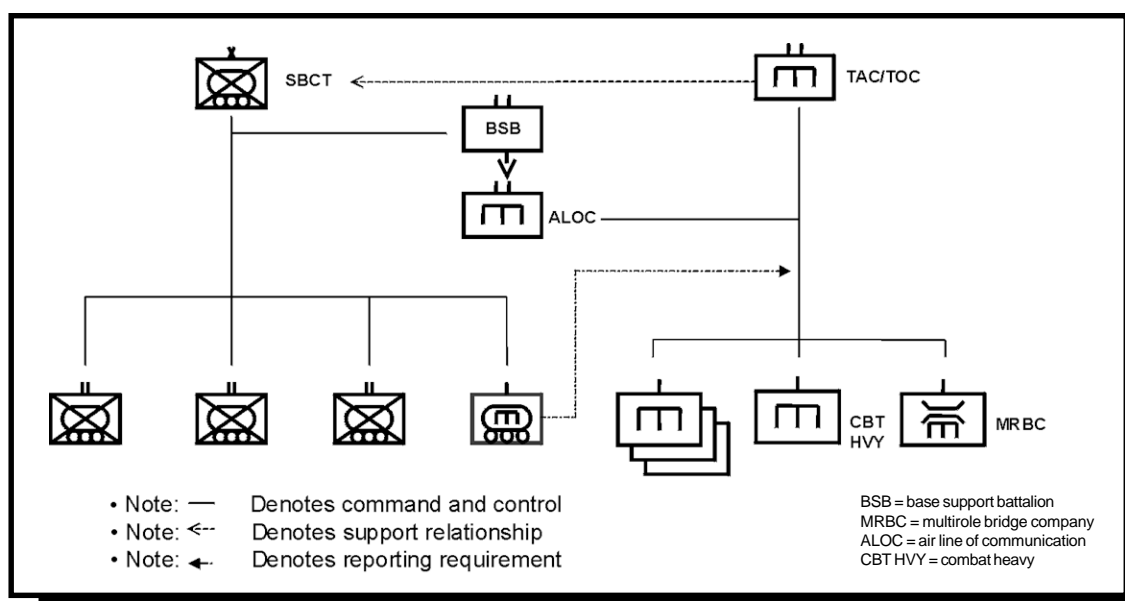 SBCT
TAC/TOC
BSB
ALOC
CBT
HVY
MRBC
• Note: Denotes command and control
• Note: Denotes support relationship
• Note: Denotes reporting requirement
BSB = base support battalion
MRBC = multirole bridge company
ALOC = air line of communication
CBT HVY = combat heavy